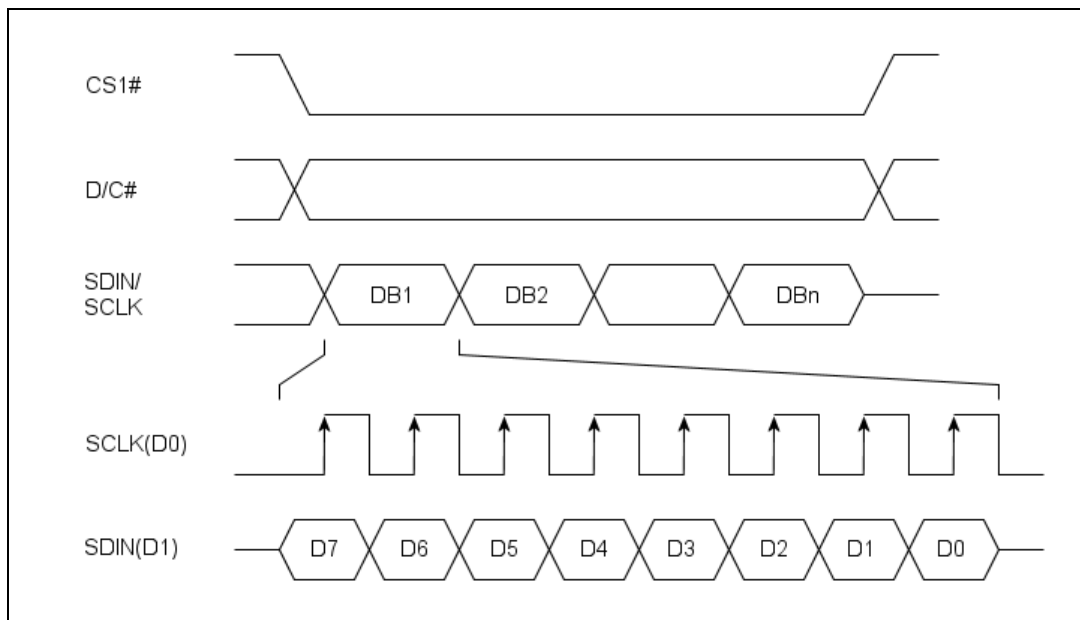 CS1#
D/C#
SDIN/
SCLK
DB1 DB2 DBn
SCLK(D0)
SDIN(D1)
D7 D6 D5 D4 D3 D2 D1 D0